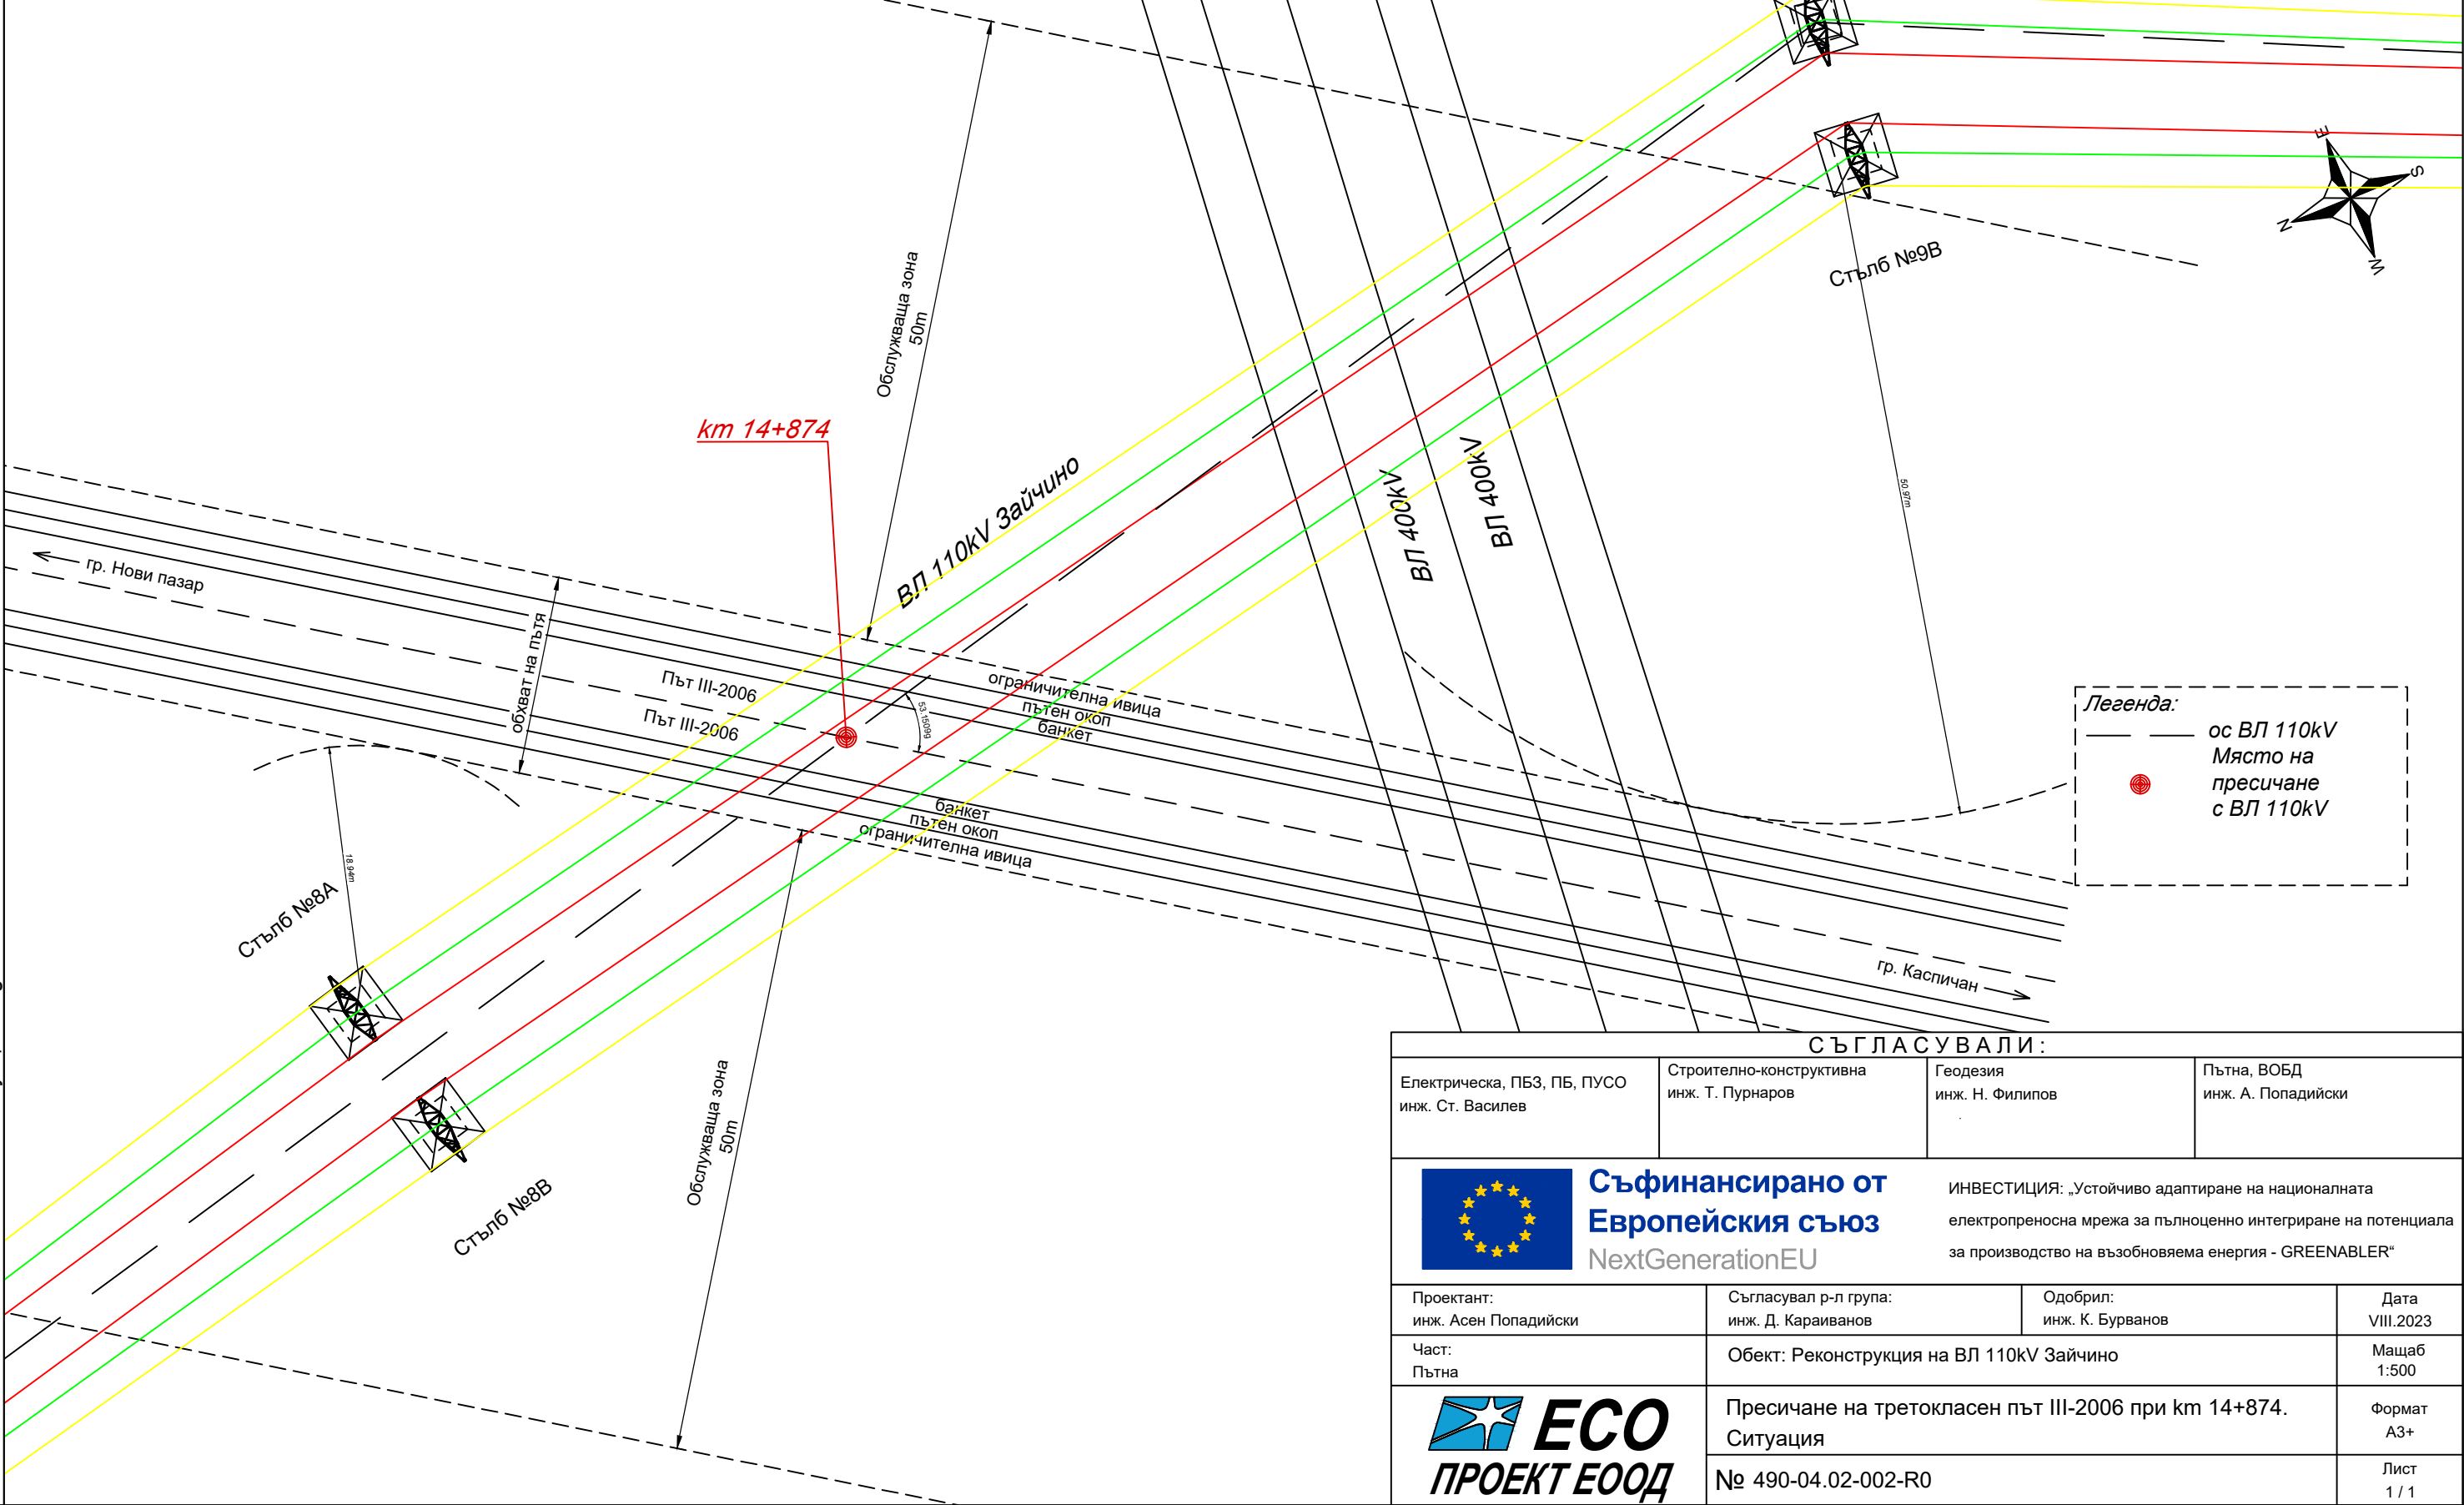 Обслужваща зона
50m
km 14+874
ВЛ 110kV Зайчино
ВЛ 400kV
ВЛ 400kV
Стълб №9В
50.97m
E
S
N
W
гр. Нови пазар
обхват на пътя
Път III-2006
Път III-2006
53.15099
ограничителна ивица
пътен окоп
банкет
банкет
пътен окоп
ограничителна ивица
18.94m
Стълб №8А
Стълб №8В
Обслужваща зона
50m
гр. Каспичан
Легенда:
ос ВЛ 110kV
Място на
пресичане
с ВЛ 110kV
СЪГЛАСУВАЛИ:
Електрическа, ПБЗ, ПБ, ПУСО
инж. Ст. Василев
Строително-конструктивна
инж. Т. Пурнаров
Геодезия
инж. Н. Филипов
Пътна, ВОБД
инж. А. Попадийски
Съфинансирано от
Европейския съюз
NextGenerationEU
ИНВЕСТИЦИЯ: „Устойчиво адаптиране на националната
електропреносна мрежа за пълноценно интегриране на потенциала
за производство на възобновяема енергия - GREENABLER“
Проектант:
инж. Асен Попадийски
Съгласувал р-л група:
инж. Д. Караиванов
Одобрил:
инж. К. Бурванов
Дата
VIII.2023
Част:
Пътна
Обект: Реконструкция на ВЛ 110kV Зайчино
Мащаб
1:500
ECO
ПРОЕКТ ЕООД
Пресичане на третокласен път III-2006 при km 14+874.
Ситуация
Формат
А3+
№ 490-04.02-002-R0
Лист
1 / 1